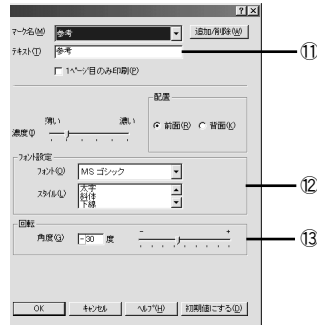 ? ×
マーク名(M) 参考 追加/削除(W)
テキスト(T) 参考 ⑪
1ページ目のみ印刷(P)
配置
薄い 濃い
濃度(I) 前面(R) 背面(K)
フォント設定
フォント(O) MS ゴシック
スタイル(L) 太字
斜体
下線
⑫
回転
角度(G) -30 度 - + ⑬
OK キャンセル ヘルプ(H) 初期値にする(D)